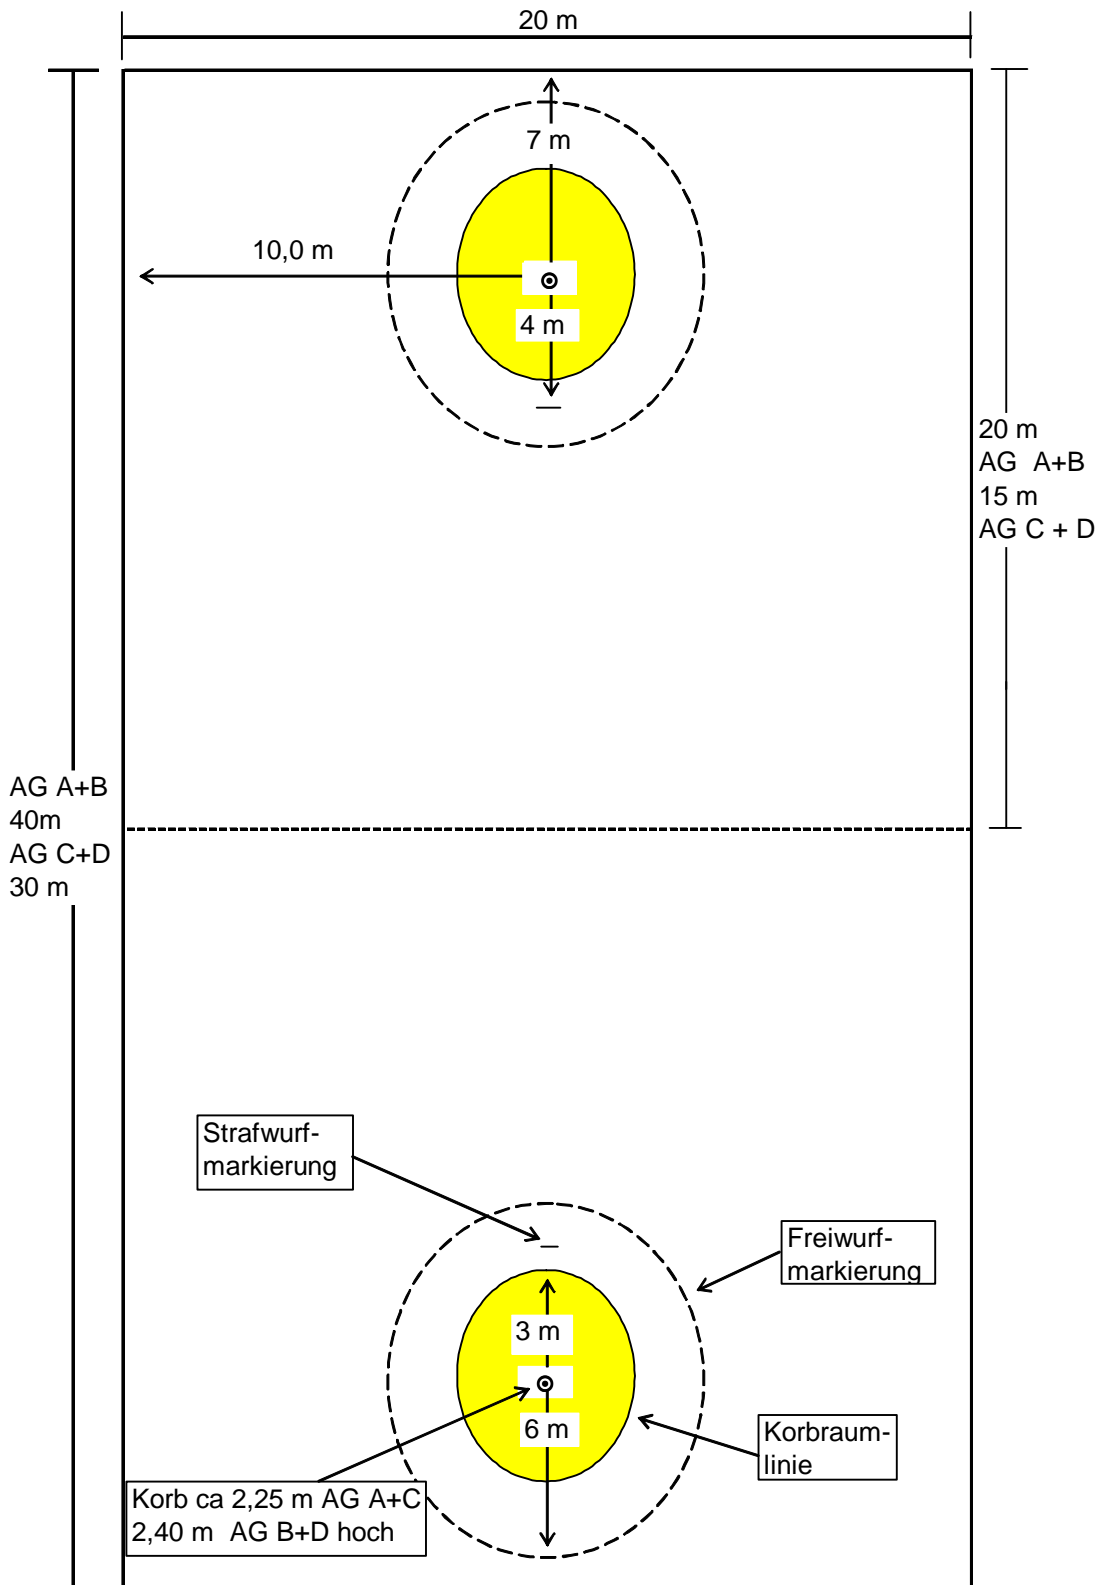 20 m
7 m
10,0 m
4 m
20 m
AG A+B
15 m
AG C + D
AG A+B
40m
AG C+D
30 m
Strafwurf-
markierung
Freiwurf-
markierung
3 m
6 m
Korbraum-
linie
Korb ca 2,25 m AG A+C
2,40 m AG B+D hoch